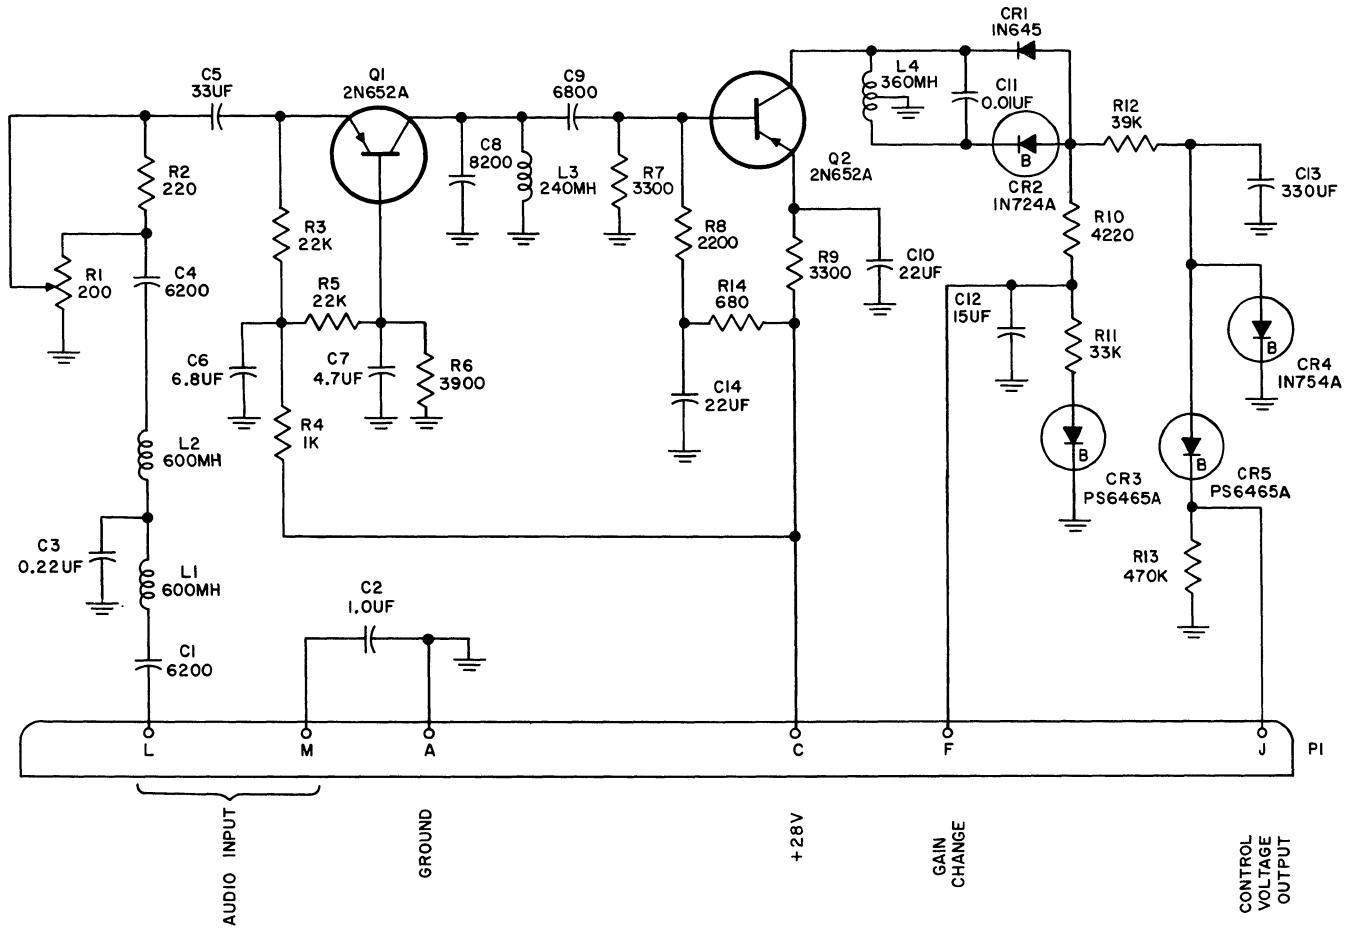 CR1
1N645
C5
33UF
Q1
2N652A
C9
6800
L4
360MH
C11
0.01UF
R12
39K
R2
220
C8
8200
L3
240MH
R7
3300
Q2
2N652A
B
CR2
1N724A
C13
330UF
R3
22K
R8
2200
R10
4220
R1
200
C4
6200
R5
22K
R14
680
R9
3300
C10
22UF
C12
15UF
R11
33K
B
CR4
1N754A
C6
6.8UF
C7
4.7UF
R6
3900
C14
22UF
R4
1K
L2
600MH
B
CR3
PS6465A
B
CR5
PS6465A
C3
0.22UF
L1
600MH
R13
470K
C2
1.0UF
C1
6200
L
M
A
C
F
J
P1
AUDIO INPUT
GROUND
+28V
GAIN
CHANGE
CONTROL
VOLTAGE
OUTPUT